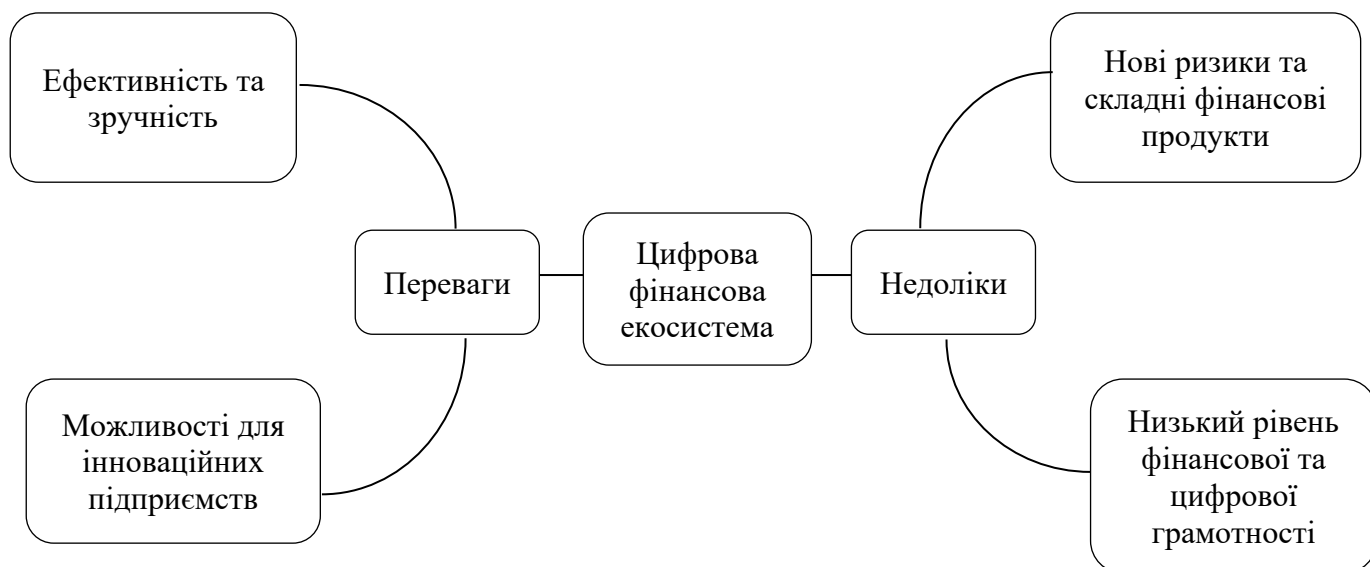 Ефективність та
зручність
Нові ризики та
складні фінансові
продукти
Переваги
Цифрова
фінансова
екосистема
Недоліки
Можливості для
інноваційних
підприємств
Низький рівень
фінансової та
цифрової
грамотності